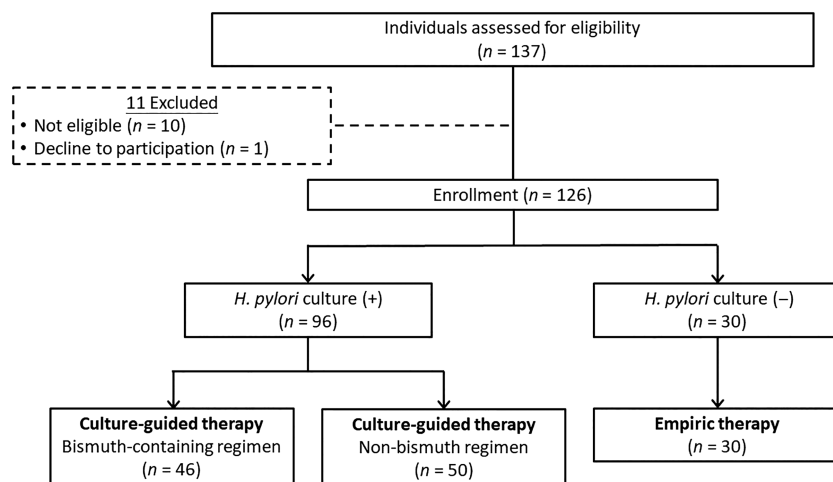 Individuals assessed for eligibility
(n = 137)
11 Excluded
• Not eligible (n = 10)
• Decline to participation (n = 1)
Enrollment (n = 126)
H. pylori culture (+)
(n = 96)
H. pylori culture (–)
(n = 30)
Culture-guided therapy
Bismuth-containing regimen
(n = 46)
Culture-guided therapy
Non-bismuth regimen
(n = 50)
Empiric therapy
(n = 30)